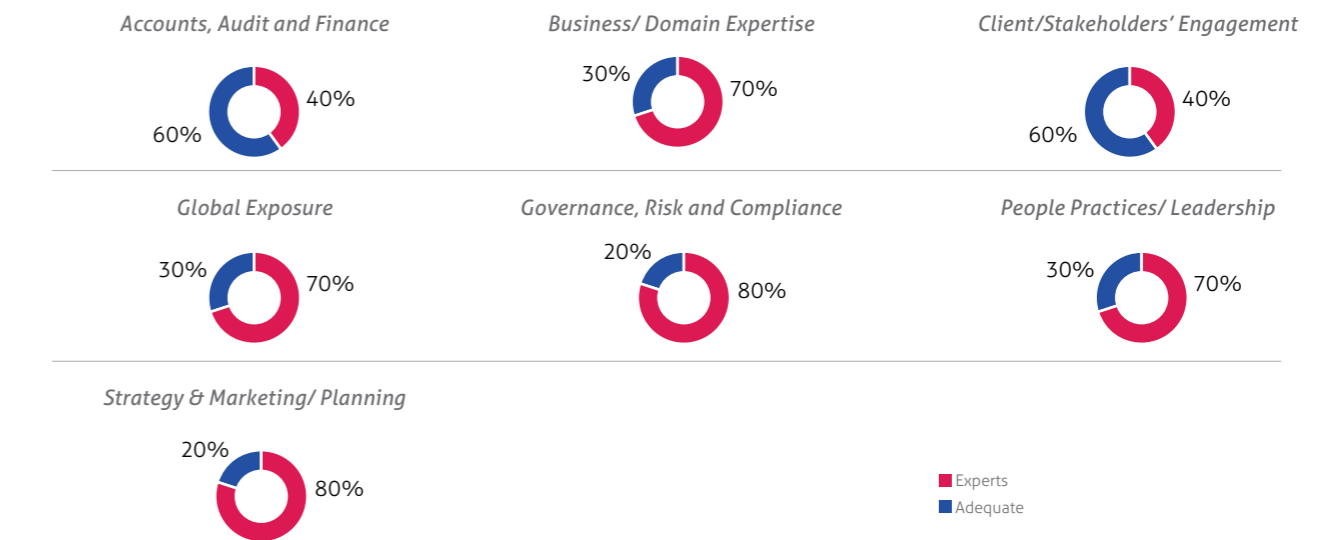 Accounts, Audit and Finance
Business/ Domain Expertise
Client/Stakeholders’ Engagement
40%
60%
30%
70%
40%
60%
Global Exposure
Governance, Risk and Compliance
People Practices/ Leadership
30%
70%
20%
80%
30%
70%
Strategy & Marketing/ Planning
20%
80%
Experts
Adequate